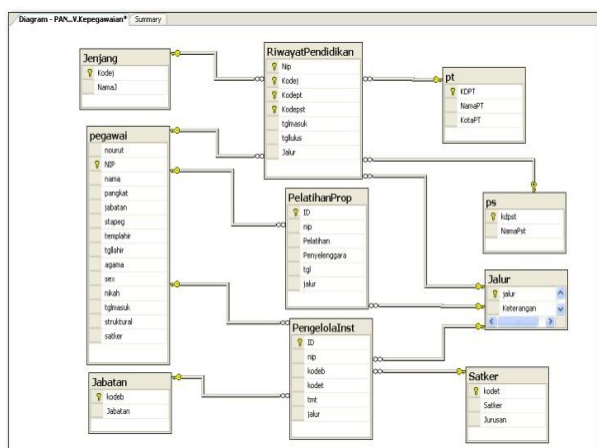 Diagram - PAN...V.Kepegawaian* Summary
Jenjang
Kodej
NamaJ
RiwayatPendidikan
Nip
Kodej
Kodept
Kodepst
tglmasuk
tgllulus
Jalur
pt
KDPT
NamaPT
KotaPT
pegawai
nourut
NIP
nama
pangkat
jabatan
stapeg
templahir
tgllahir
agama
sex
nikah
tglmasuk
struktural
satker
PelatihanProp
ID
nip
Pelatihan
Penyelenggara
tgl
jalur
ps
kdpst
NamaPst
Jalur
jalur
Keterangan
PengelolaInst
ID
nip
kodeb
kodet
tmt
jalur
Jabatan
kodeb
Jabatan
Satker
kodet
Satker
Jurusan